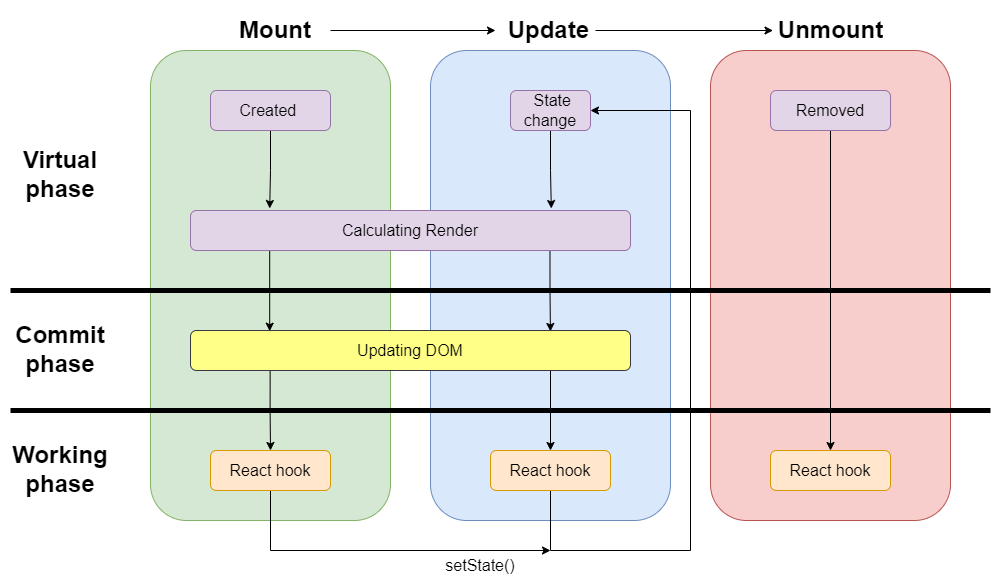 Mount
Update
Unmount
Virtual
phase
Created
State
change
Removed
Calculating Render
Commit
phase
Updating DOM
Working
phase
React hook
React hook
React hook
setState()